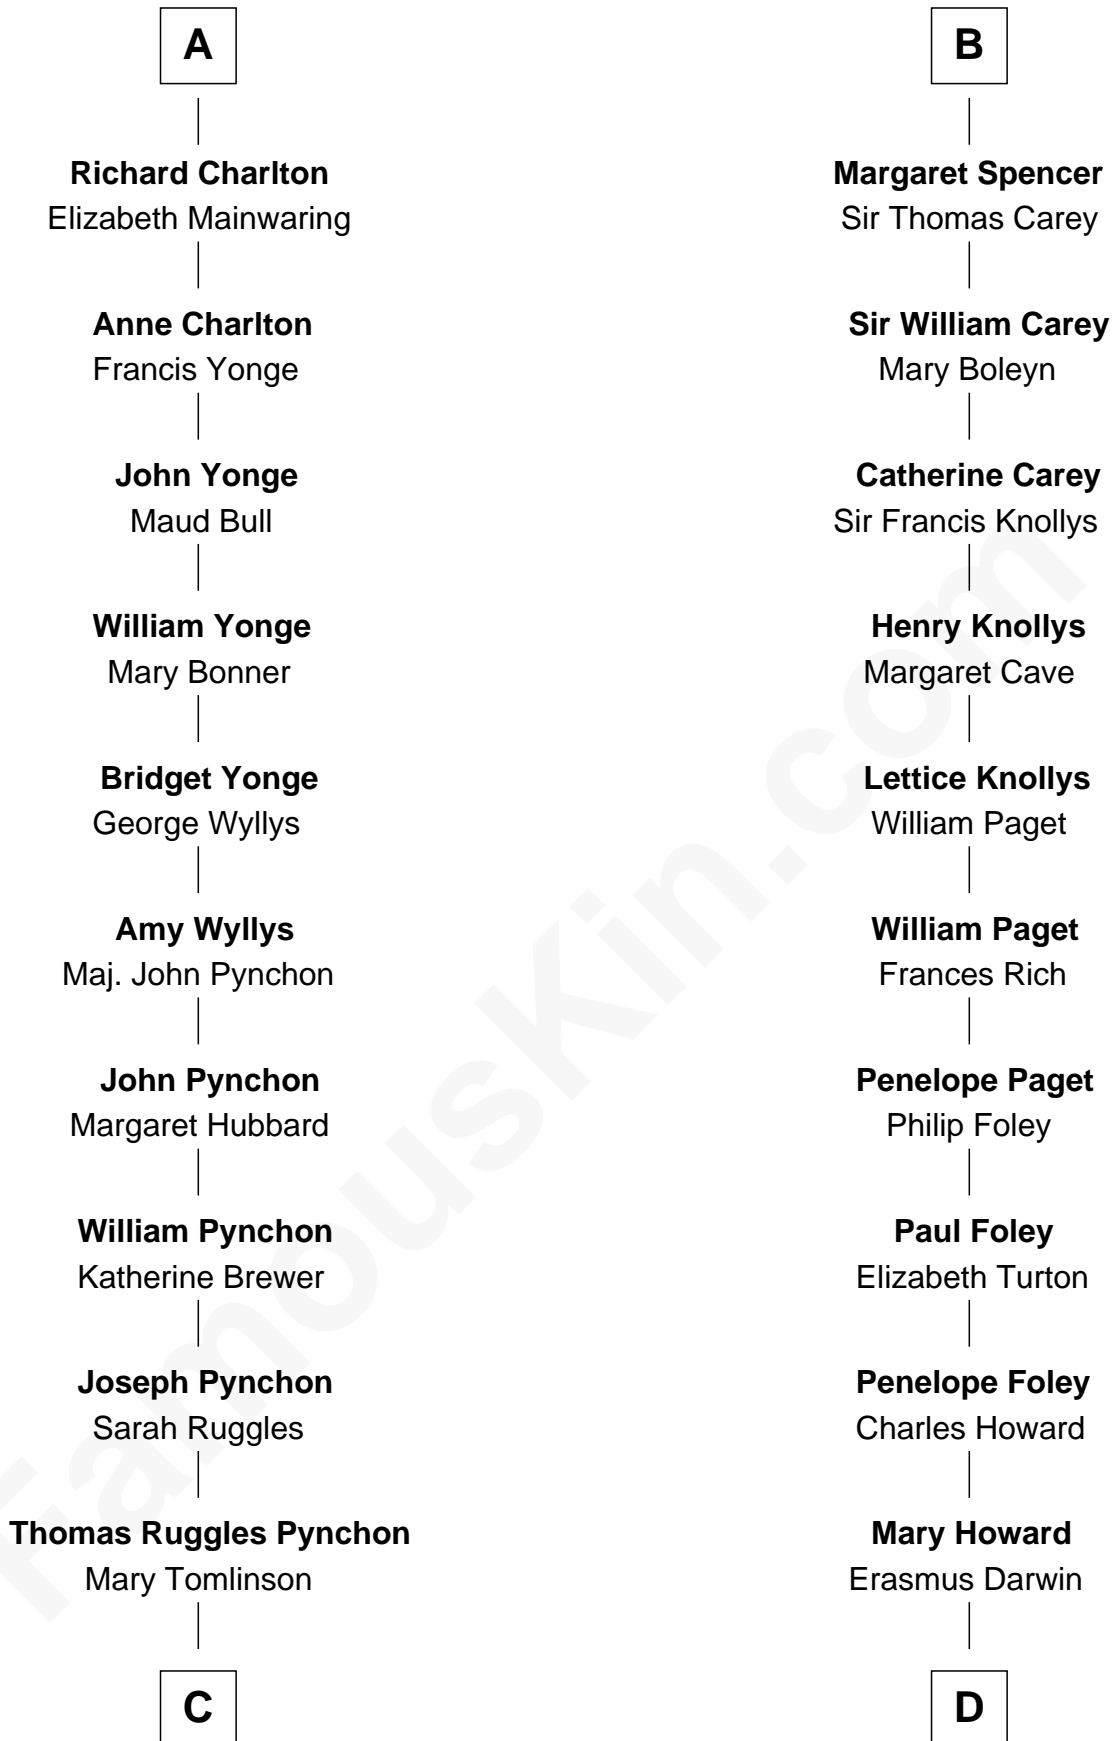 A
Richard Charlton
Elizabeth Mainwaring
Anne Charlton
Francis Yonge
John Yonge
Maud Bull
William Yonge
Mary Bonner
Bridget Yonge
George Wyllys
Amy Wyllys
Maj. John Pynchon
John Pynchon
Margaret Hubbard
William Pynchon
Katherine Brewer
Joseph Pynchon
Sarah Ruggles
Thomas Ruggles Pynchon
Mary Tomlinson
C
B
Margaret Spencer
Sir Thomas Carey
Sir William Carey
Mary Boleyn
Catherine Carey
Sir Francis Knollys
Henry Knollys
Margaret Cave
Lettice Knollys
William Paget
William Paget
Frances Rich
Penelope Paget
Philip Foley
Paul Foley
Elizabeth Turton
Penelope Foley
Charles Howard
Mary Howard
Erasmus Darwin
D
FamousKin.com